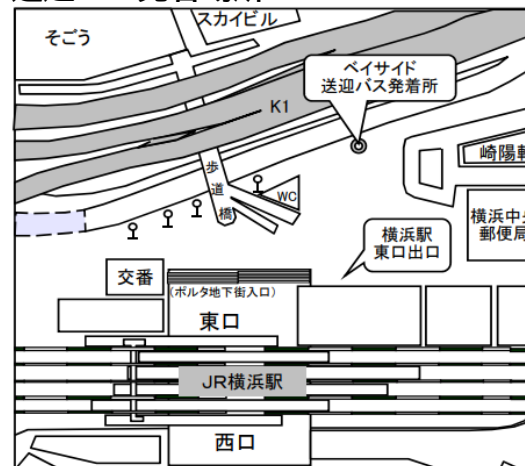 そごう
スカイビル
ベイサイド
送迎バス発着所
K1
崎陽軒
歩
道
橋
WC
横浜駅
東口出口
横浜中央
郵便局
交番
(ポルタ地下街入口)
東口
JR横浜駅
西口